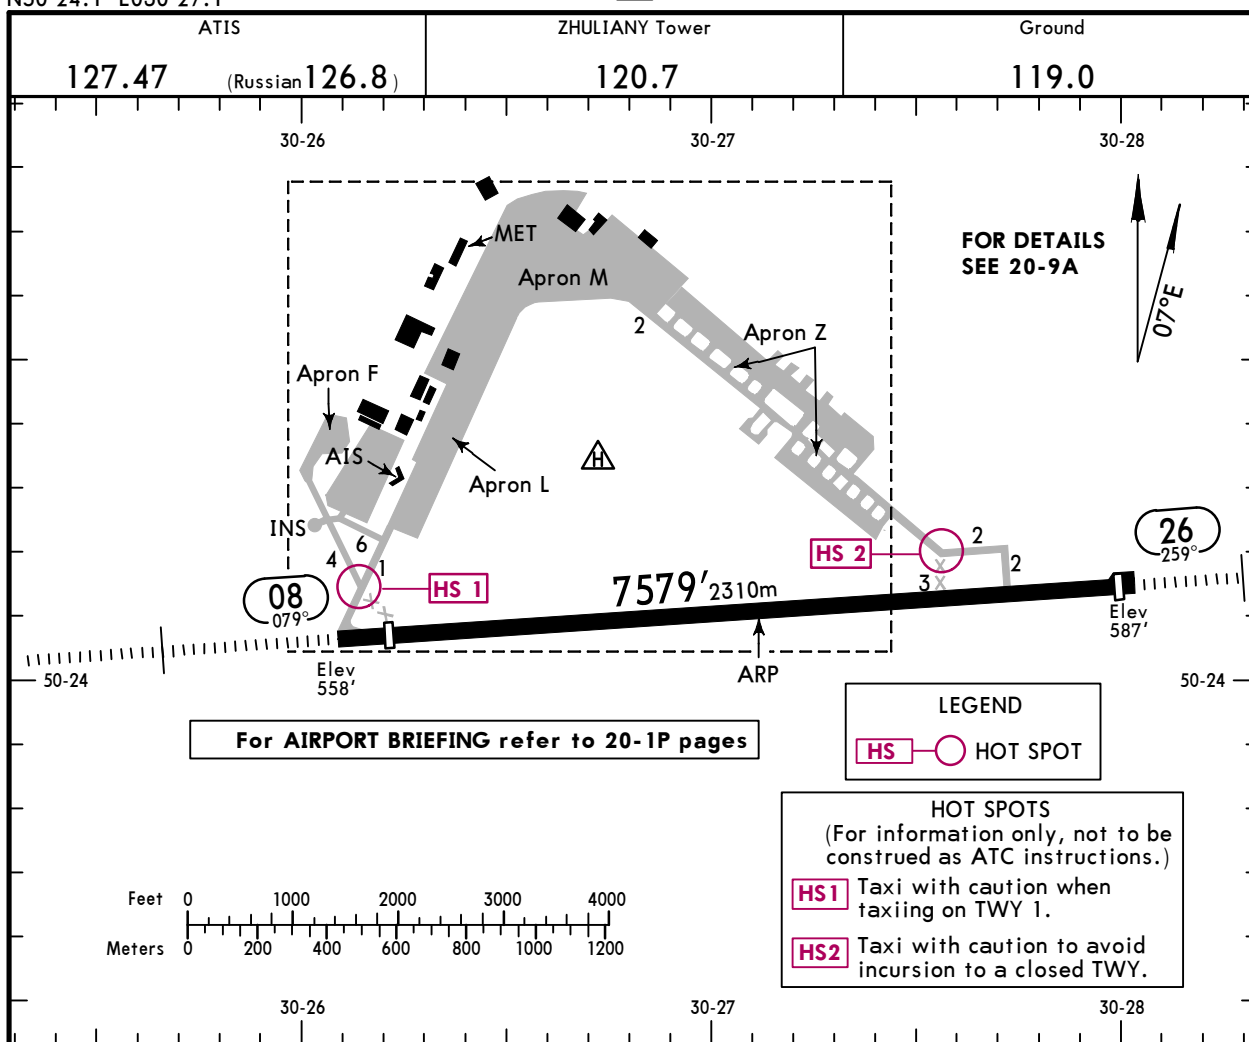 ATIS
ZHULIANY Tower
Ground
127.47 (Russian 126.8)
120.7
119.0
30-26
30-27
30-28
MET
FOR DETAILS
SEE 20-9A
Apron M
07°E
2
Apron Z
Apron F
AIS
H
Apron L
INS
6
4
1
HS 1
HS 2
2
2
3
26
259°
08
079°
7579' 2310m
Elev
587'
Elev
558'
ARP
50-24
50-24
LEGEND
HS HOT SPOT
For AIRPORT BRIEFING refer to 20-1P pages
HOT SPOTS
(For information only, not to be
construed as ATC instructions.)
HS1 Taxi with caution when
taxiing on TWY 1.
HS2 Taxi with caution to avoid
incursion to a closed TWY.
Feet 0 1000 2000 3000 4000
Meters 0 200 400 600 800 1000 1200
30-26
30-27
30-28